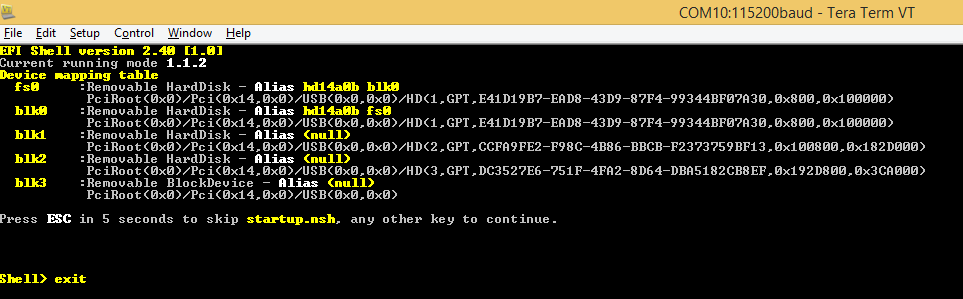 COM10:115200baud - Tera Term VT
File Edit Setup Control Window Help
EFI Shell version 2.40 [1.0]
Current running mode 1.1.2
Device mapping table
fs0 :Removable HardDisk - Alias hd14a0b blk0
PciRoot(0x0)/Pci(0x14,0x0)/USB(0x0,0x0)/HD(1,GPT,E41D19B7-EAD8-43D9-87F4-99344BF07A30,0x800,0x100000)
blk0 :Removable HardDisk - Alias hd14a0b fs0
PciRoot(0x0)/Pci(0x14,0x0)/USB(0x0,0x0)/HD(1,GPT,E41D19B7-EAD8-43D9-87F4-99344BF07A30,0x800,0x100000)
blk1 :Removable HardDisk - Alias (null)
PciRoot(0x0)/Pci(0x14,0x0)/USB(0x0,0x0)/HD(2,GPT,CCFA9FE2-F98C-4B86-BBCB-F2373759BF13,0x100800,0x182D000)
blk2 :Removable HardDisk - Alias (null)
PciRoot(0x0)/Pci(0x14,0x0)/USB(0x0,0x0)/HD(3,GPT,DC3527E6-751F-4FA2-8D64-DBA5182CB8EF,0x192D800,0x3CA000)
blk3 :Removable BlockDevice - Alias (null)
PciRoot(0x0)/Pci(0x14,0x0)/USB(0x0,0x0)
Press ESC in 5 seconds to skip startup.nsh, any other key to continue.
Shell> exit